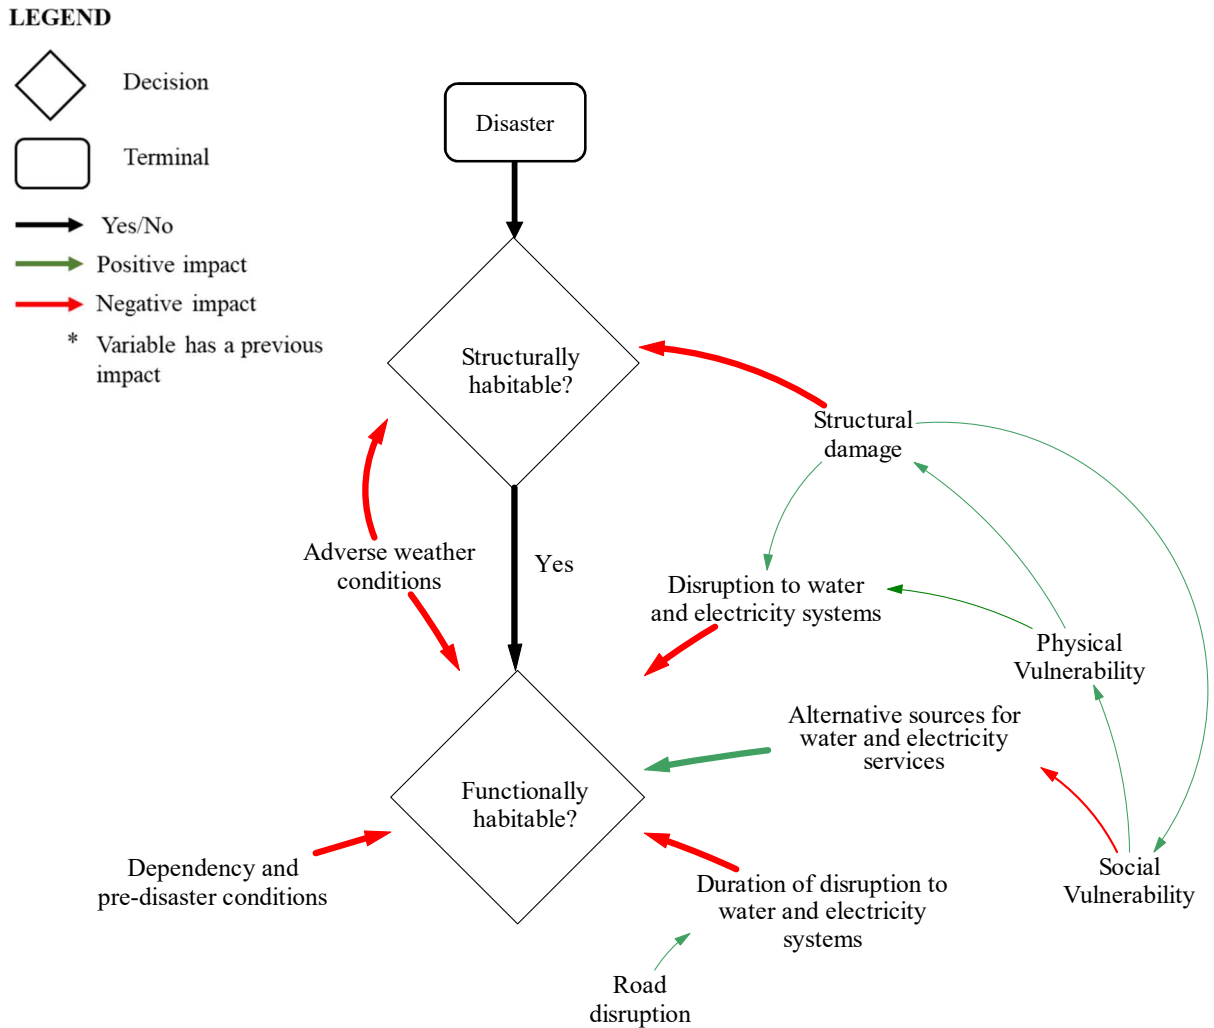 LEGEND
Decision
Terminal
Yes/No
Positive impact
Negative impact
* Variable has a previous
impact
Disaster
Structurally
habitable?
Structural
damage
Adverse weather
conditions
Yes
Disruption to water
and electricity systems
Physical
Vulnerability
Alternative sources for
water and electricity
services
Functionally
habitable?
Dependency and
pre-disaster conditions
Duration of disruption to
water and electricity
systems
Social
Vulnerability
Road
disruption